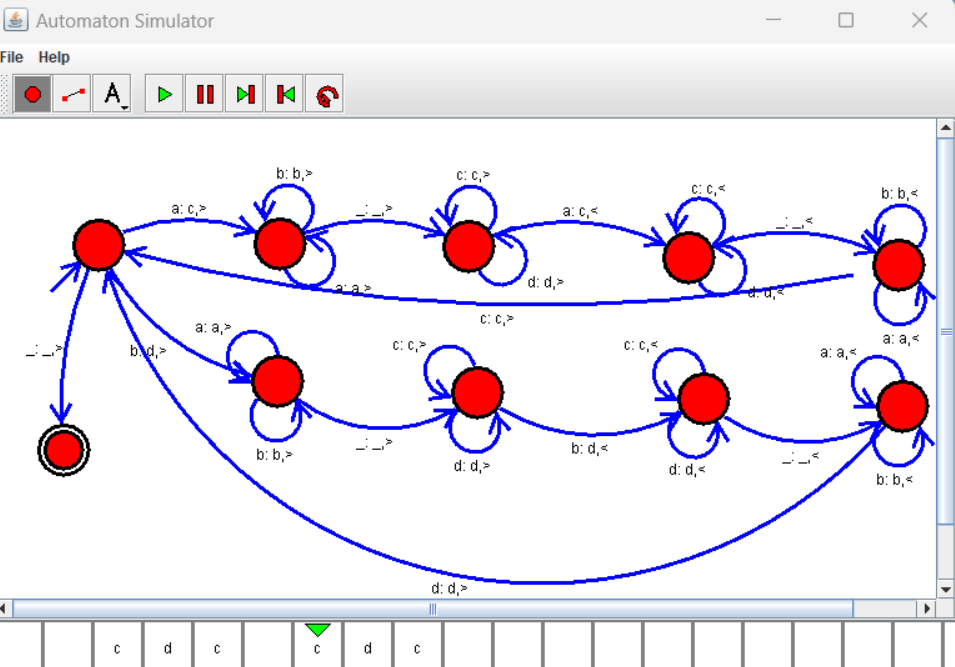 Automaton Simulator
File Help
A
b: b,>
c: c,>
c: c,<
b: b,<
a: c,>
_: _,>
a: c,<
_: _,<
a: a,>
d: d,>
d: d,<
c: c,>
a: a,<
_: _,>
b: d,>
a: a,>
c: c,>
c: c,<
a: a,<
b: b,>
_: _,>
d: d,>
b: d,<
d: d,<
_: _,<
b: b,<
d: d,>
c d c c d c